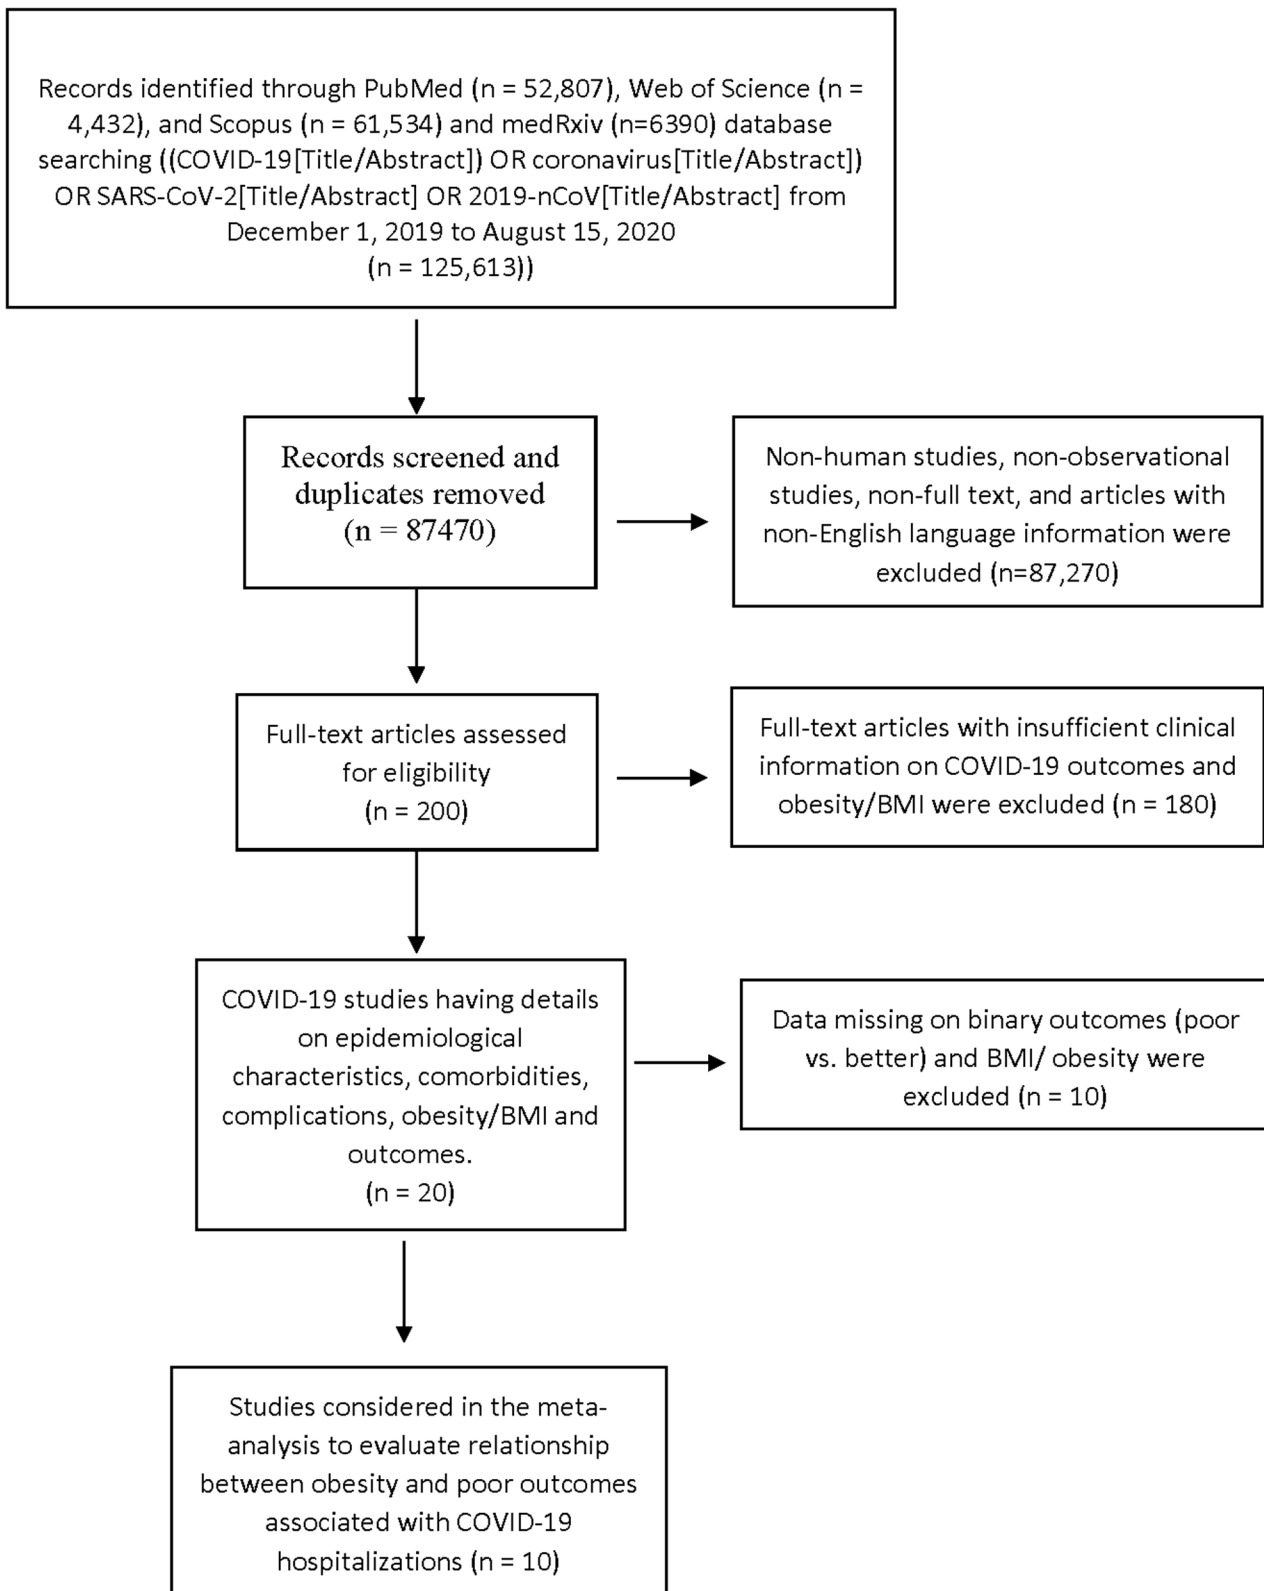 Records identified through PubMed (n = 52,807), Web of Science (n =
4,432), and Scopus (n = 61,534) and medRxiv (n=6390) database
searching ((COVID-19[Title/Abstract]) OR coronavirus[Title/Abstract])
OR SARS-CoV-2[Title/Abstract] OR 2019-nCoV[Title/Abstract] from
December 1, 2019 to August 15, 2020
(n = 125,613))
Records screened and
duplicates removed
(n = 87470)
Non-human studies, non-observational
studies, non-full text, and articles with
non-English language information were
excluded (n=87,270)
Full-text articles assessed
for eligibility
(n = 200)
Full-text articles with insufficient clinical
information on COVID-19 outcomes and
obesity/BMI were excluded (n = 180)
COVID-19 studies having details
on epidemiological
characteristics, comorbidities,
complications, obesity/BMI and
outcomes.
(n = 20)
Data missing on binary outcomes (poor
vs. better) and BMI/ obesity were
excluded (n = 10)
Studies considered in the meta-
analysis to evaluate relationship
between obesity and poor outcomes
associated with COVID-19
hospitalizations (n = 10)